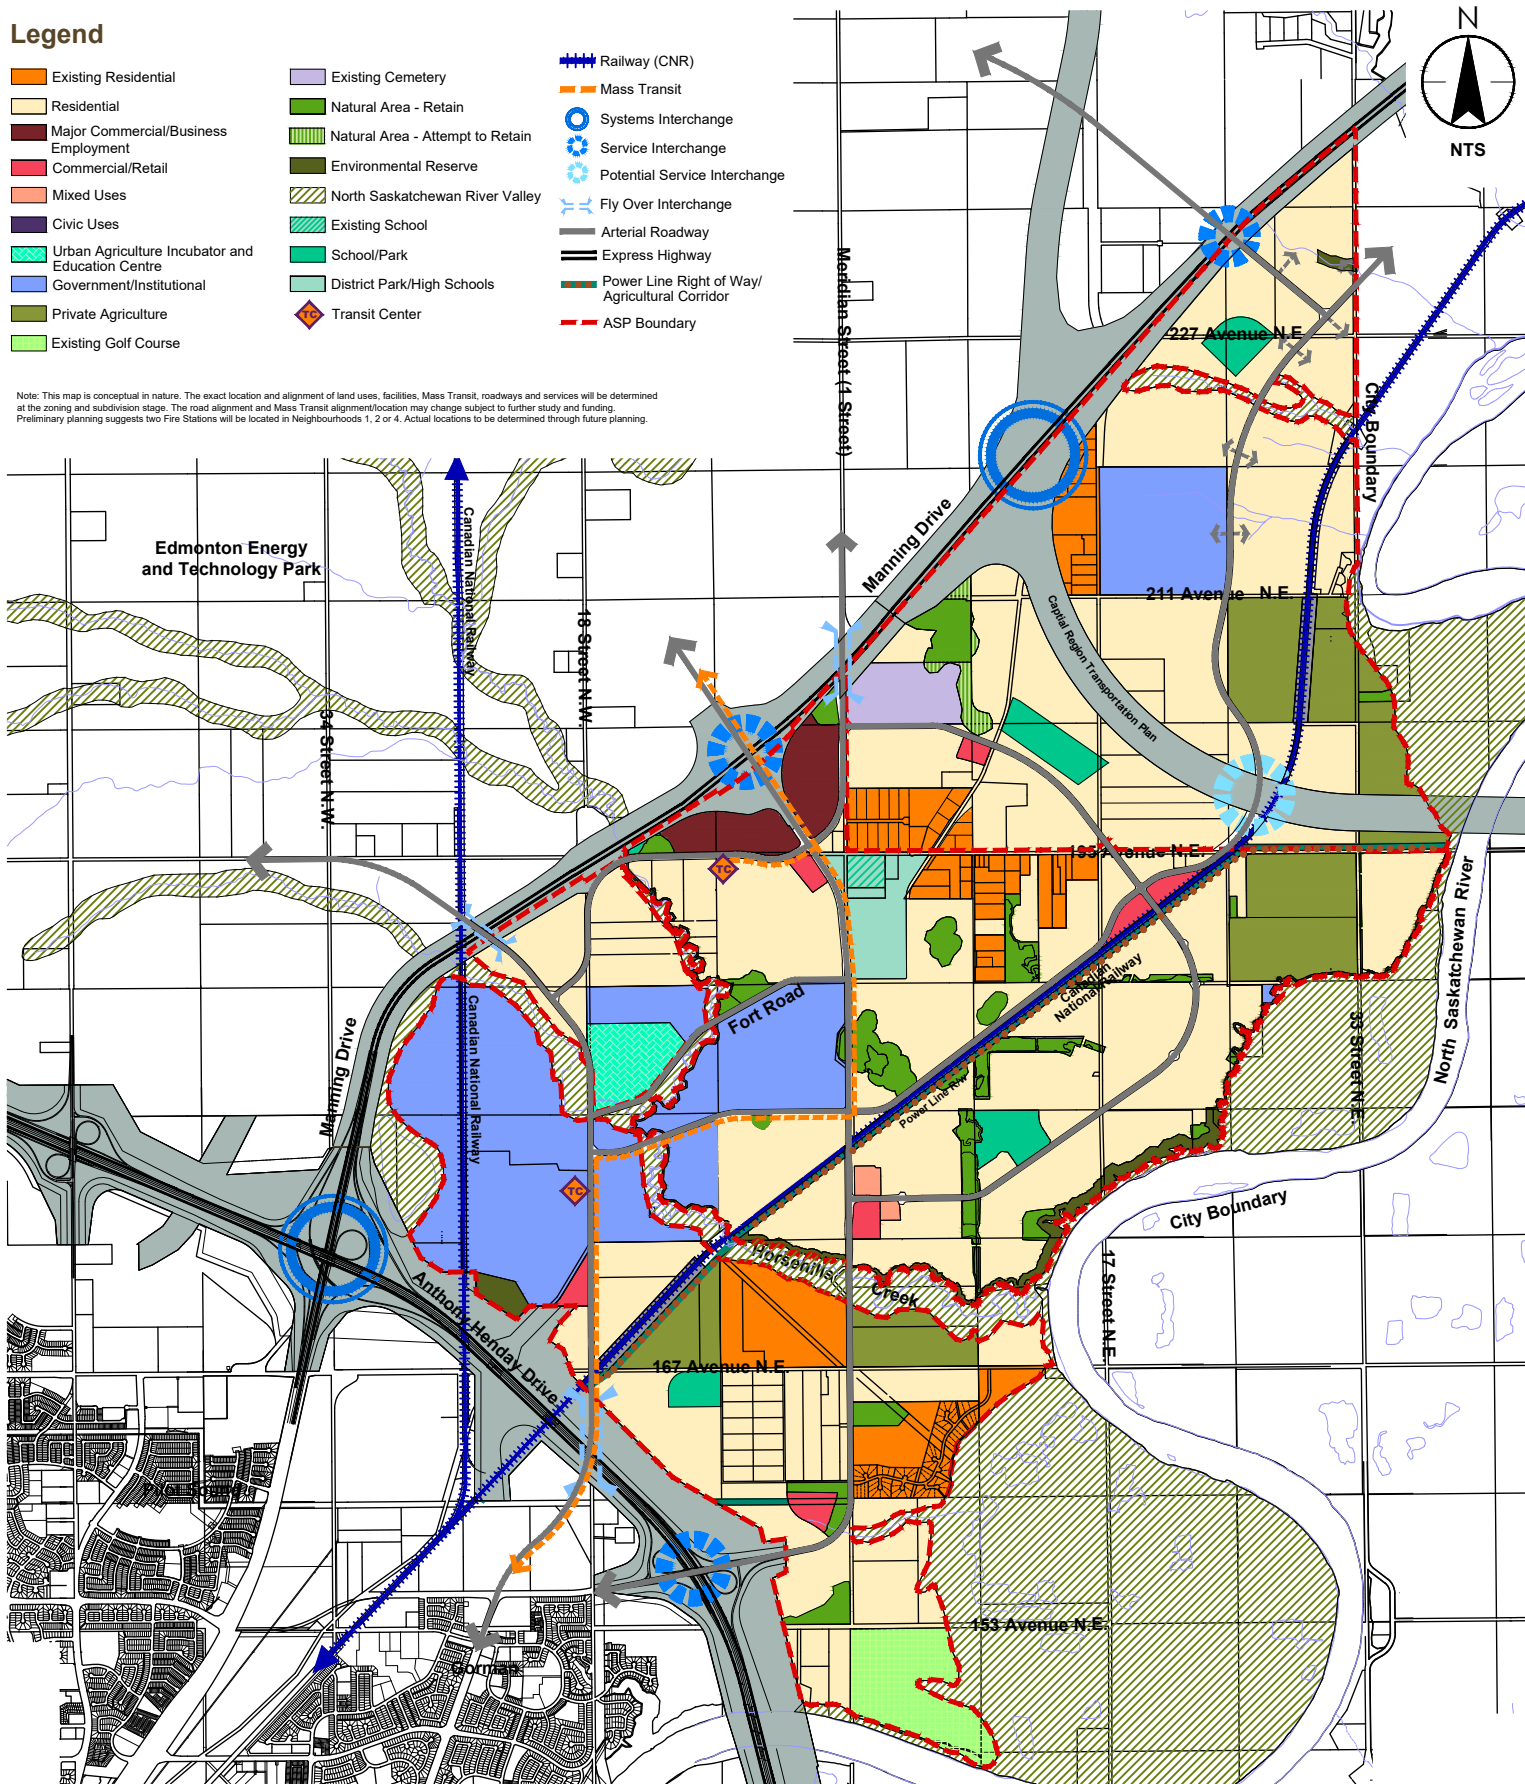 Legend
Existing Residential
Residential
Major Commercial/Business
Employment
Commercial/Retail
Mixed Uses
Civic Uses
Urban Agriculture Incubator and
Education Centre
Government/Institutional
Private Agriculture
Existing Golf Course
Existing Cemetery
Natural Area - Retain
Natural Area - Attempt to Retain
Environmental Reserve
North Saskatchewan River Valley
Existing School
School/Park
District Park/High Schools
TC
Transit Center
Railway (CNR)
Mass Transit
Systems Interchange
Service Interchange
Potential Service Interchange
Fly Over Interchange
Arterial Roadway
Express Highway
Power Line Right of Way/
Agricultural Corridor
ASP Boundary
N
NTS
Note: This map is conceptual in nature. The exact location and alignment of land uses, facilities, Mass Transit, roadways and services will be determined
at the zoning and subdivision stage. The road alignment and Mass Transit alignment/location may change subject to further study and funding.
Preliminary planning suggests two Fire Stations will be located in Neighbourhoods 1, 2 or 4. Actual locations to be determined through future planning.
Meridian Street (1 Street)
227 Avenue N.E.
City Boundary
Manning Drive
Edmonton Energy
and Technology Park
Canadian National Railway
18 Street N.W.
34 Street N.W.
211 Avenue N.E.
Captial Region Transportation Plan
195 Avenue N.E.
TC
Canadian
National Railway
Fort Road
Power Line R/W
Manning Drive
Canadian National Railway
TC
North Saskatchewan River
33 Street N.E.
City Boundary
17 Street N.E.
Horsehills
Creek
Anthony Henday Drive
167 Avenue N.E.
Pilot Sound
153 Avenue N.E.
Gorman